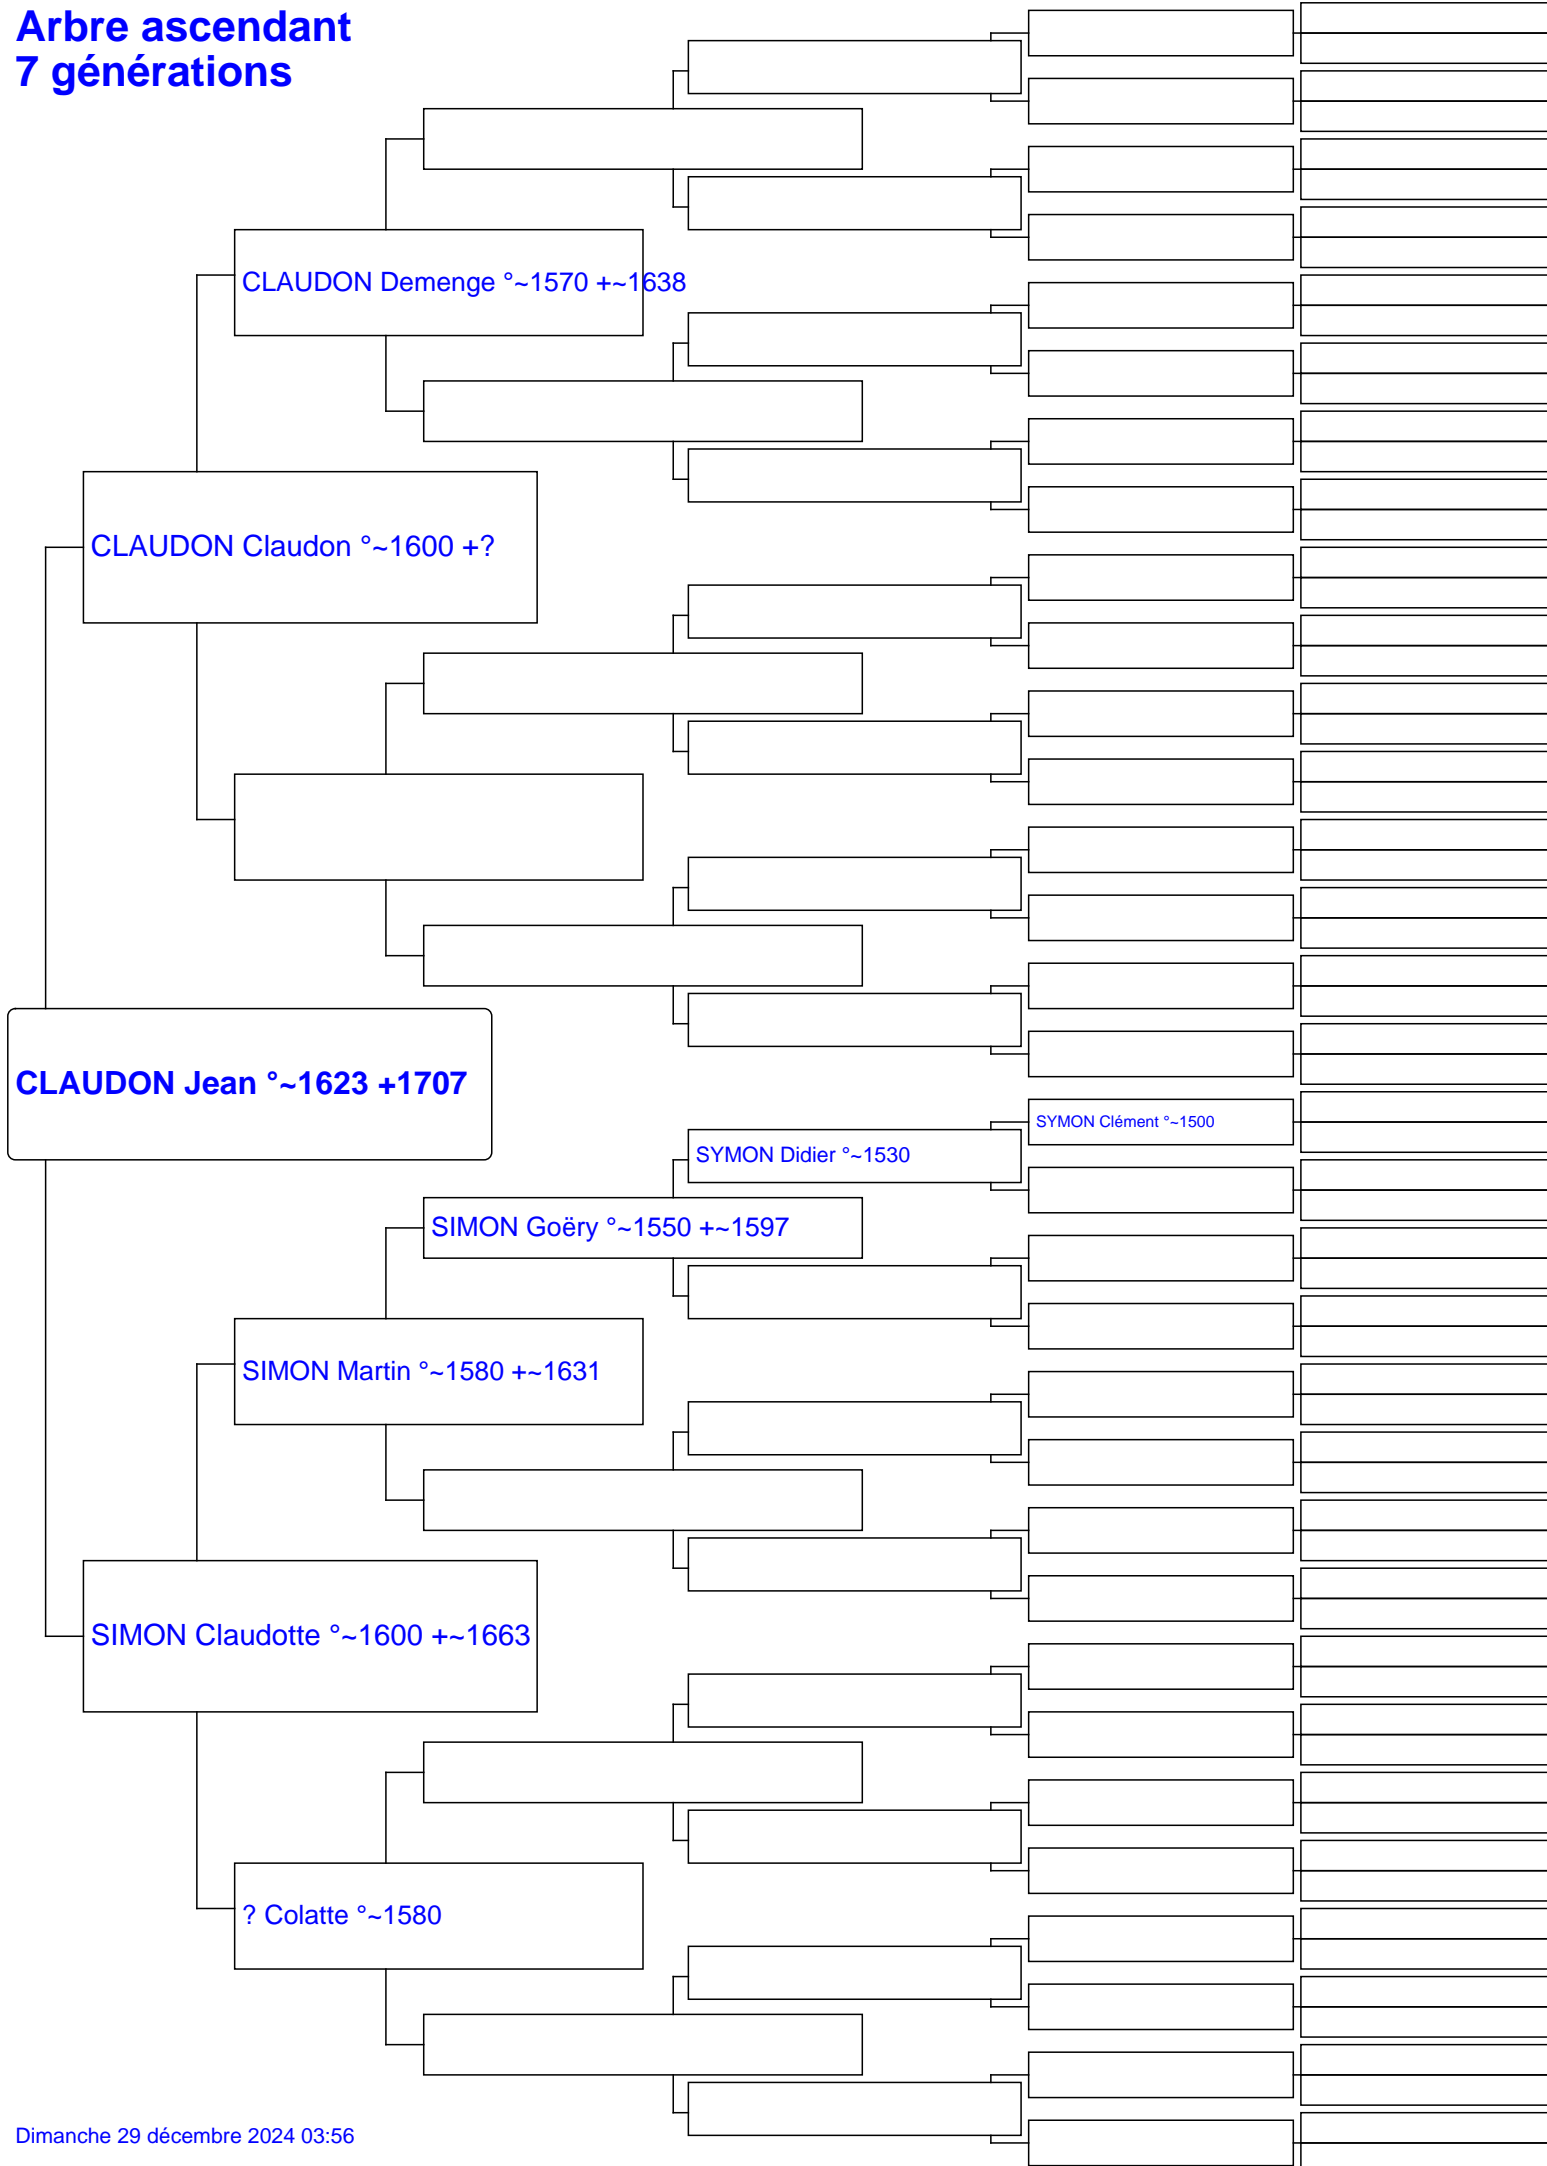 Arbre ascendant
7 générations
CLAUDON Demenge °~1570 +~1638
CLAUDON Claudon °~1600 +?
CLAUDON Jean °~1623 +1707
SYMON Clément °~1500
SYMON Didier °~1530
SIMON Goëry °~1550 +~1597
SIMON Martin °~1580 +~1631
SIMON Claudotte °~1600 +~1663
? Colatte °~1580
Dimanche 29 décembre 2024 03:56